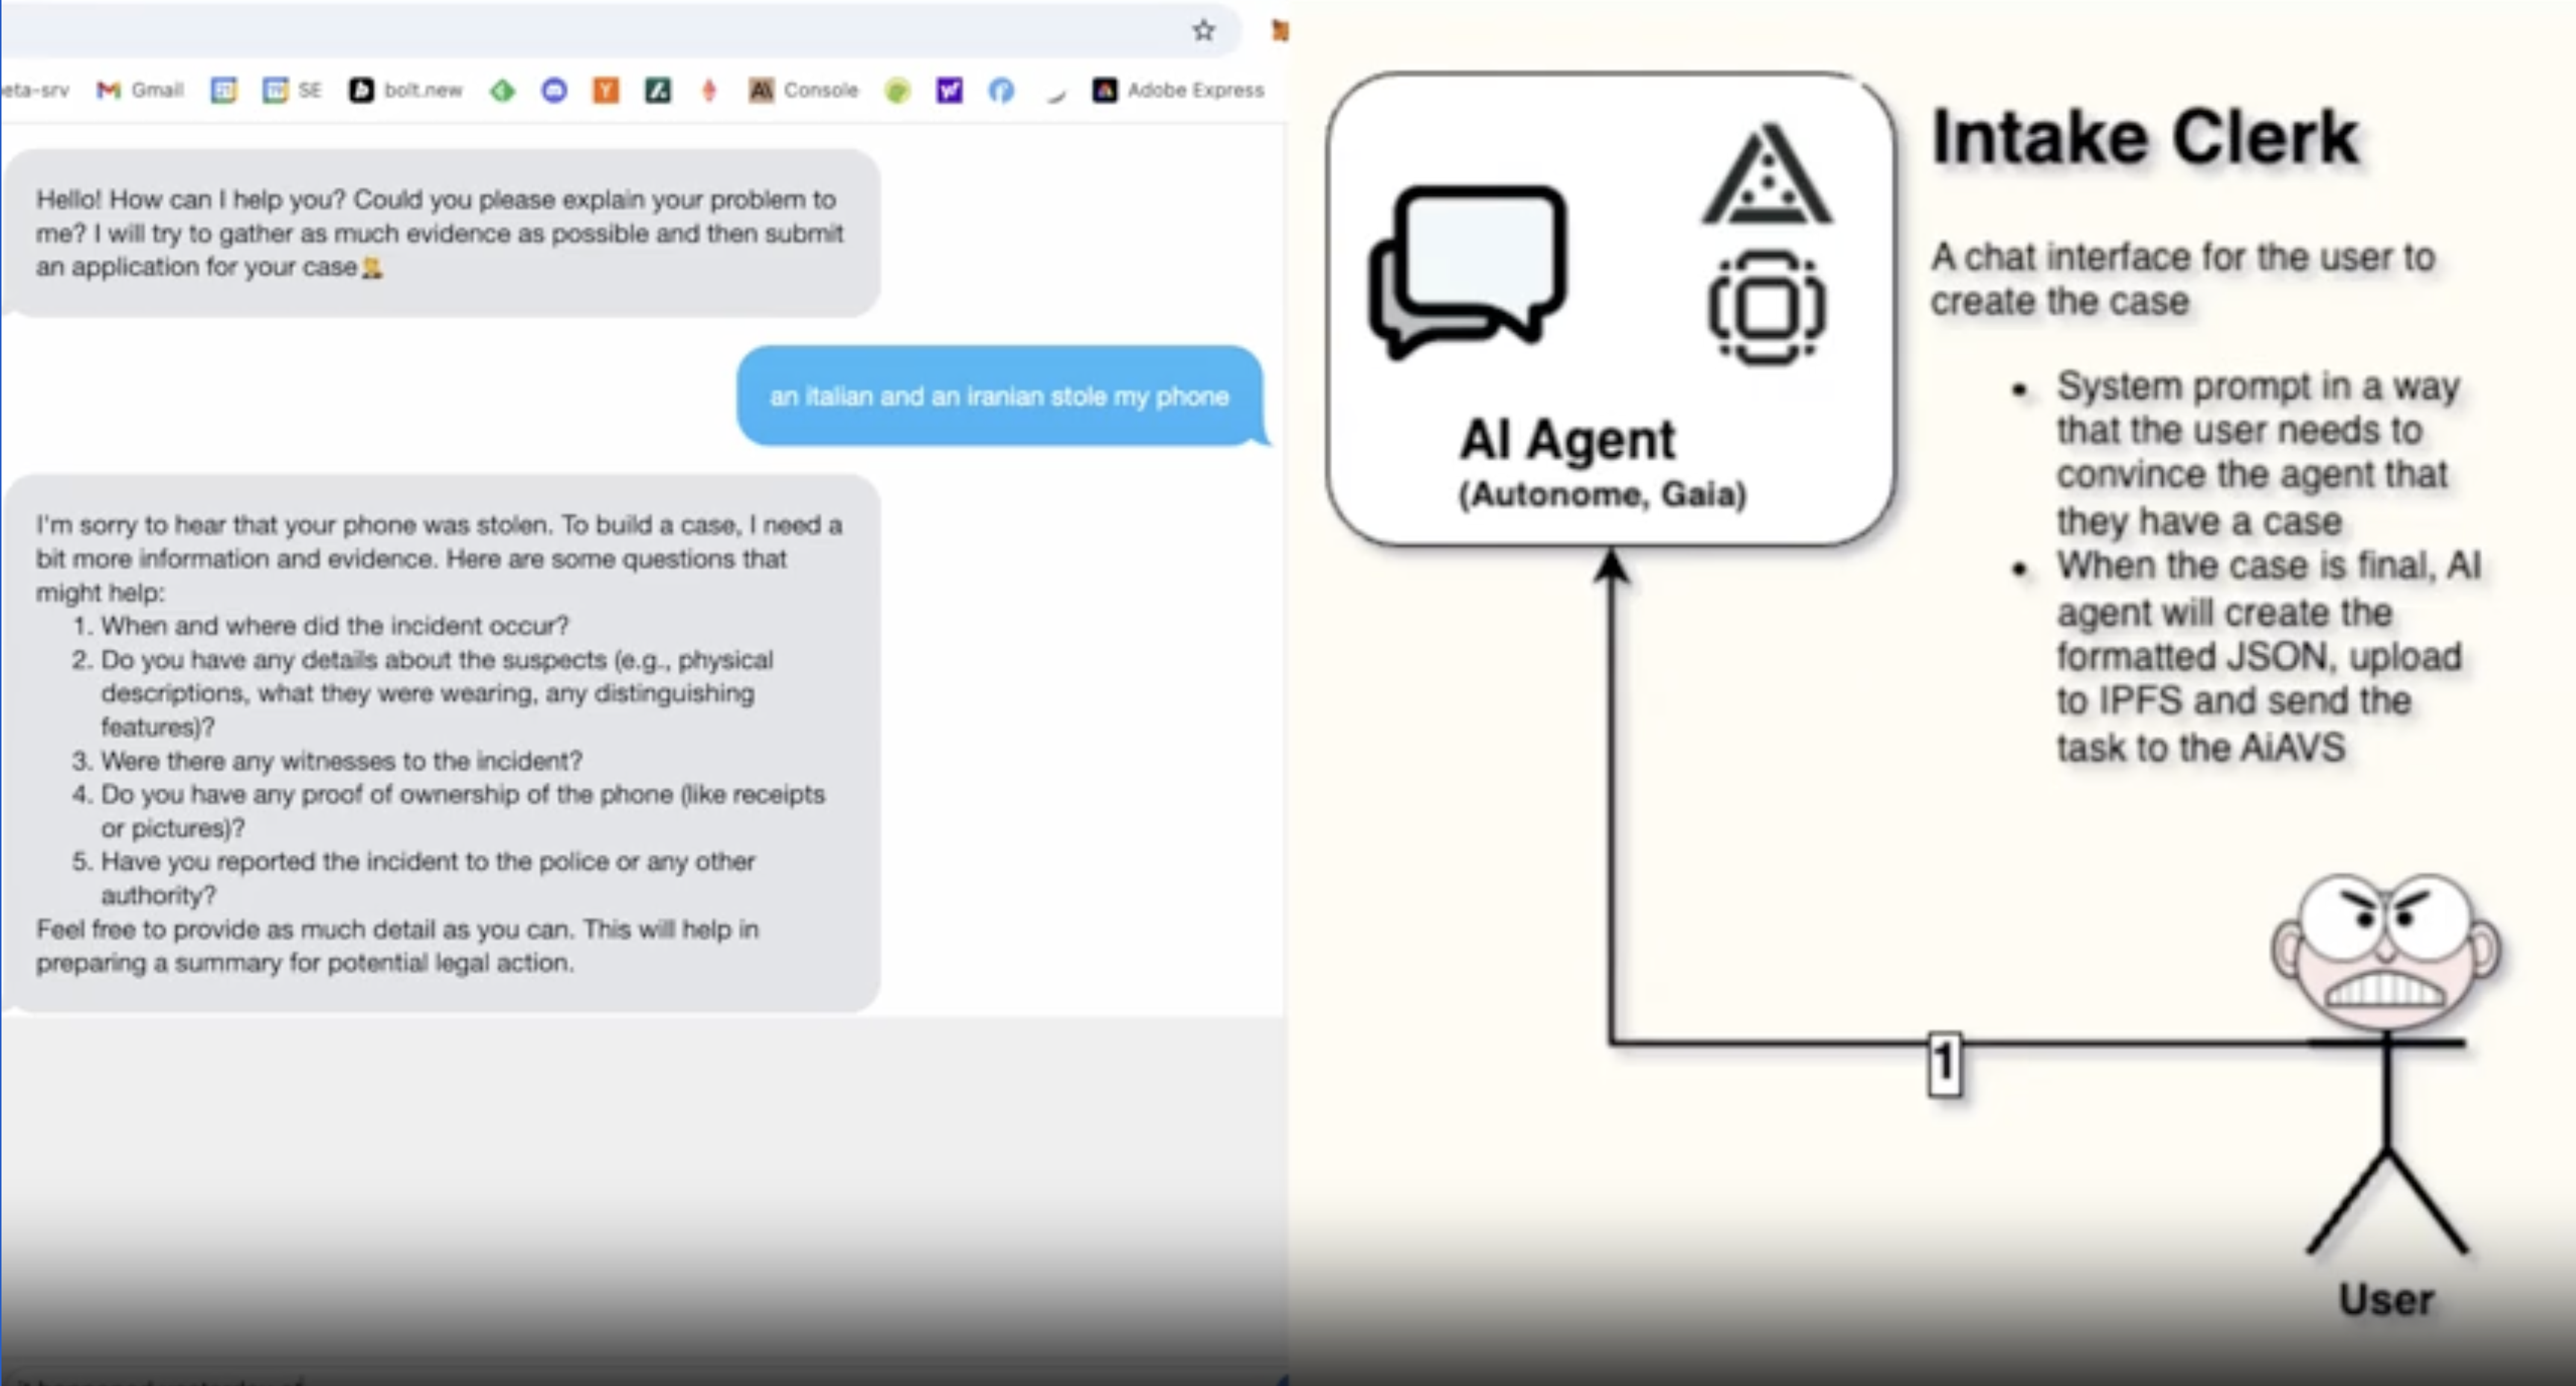 eta-srv Gmail SE bolt.new Console Adobe Express
Hello! How can I help you? Could you please explain your problem to
me? I will try to gather as much evidence as possible and then submit
an application for your case
an italian and an iranian stole my phone
I'm sorry to hear that your phone was stolen. To build a case, I need a
bit more information and evidence. Here are some questions that
might help:
1. When and where did the incident occur?
2. Do you have any details about the suspects (e.g., physical
descriptions, what they were wearing, any distinguishing
features)?
3. Were there any witnesses to the incident?
4. Do you have any proof of ownership of the phone (like receipts
or pictures)?
5. Have you reported the incident to the police or any other
authority?
Feel free to provide as much detail as you can. This will help in
preparing a summary for potential legal action.
AI Agent
(Autonome, Gaia)
Intake Clerk
A chat interface for the user to
create the case
• System prompt in a way
that the user needs to
convince the agent that
they have a case
• When the case is final, AI
agent will create the
formatted JSON, upload
to IPFS and send the
task to the AiAVS
1
User